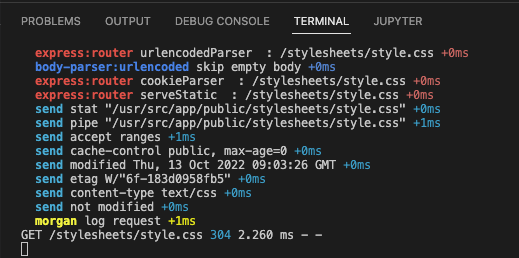 PROBLEMS OUTPUT DEBUG CONSOLE TERMINAL JUPYTER
express:router urlencodedParser : /stylesheets/style.css +0ms
body-parser:urlencoded skip empty body +0ms
express:router cookieParser : /stylesheets/style.css +0ms
express:router serveStatic : /stylesheets/style.css +0ms
send stat "/usr/src/app/public/stylesheets/style.css" +0ms
send pipe "/usr/src/app/public/stylesheets/style.css" +1ms
send accept ranges +1ms
send cache-control public, max-age=0 +0ms
send modified Thu, 13 Oct 2022 09:03:26 GMT +0ms
send etag W/"6f-183d0958fb5" +0ms
send content-type text/css +0ms
send not modified +0ms
morgan log request +1ms
GET /stylesheets/style.css 304 2.260 ms - -